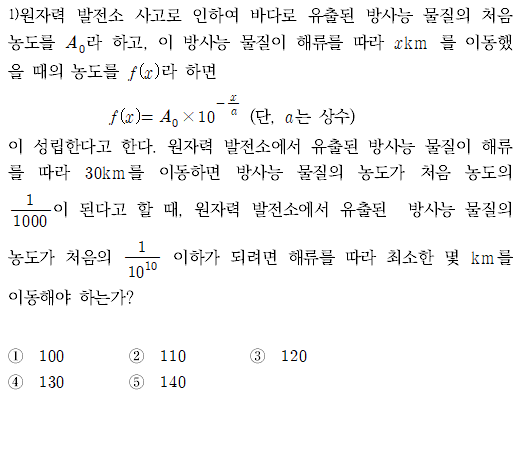 1)원자력 발전소 사고로 인하여 바다로 유출된 방사능 물질의 처음
농도를 A₀라 하고, 이 방사능 물질이 해류를 따라 xkm 를 이동했
을 때의 농도를 f(x)라 하면
f(x)= A₀×10^(-x/a) (단, a는 상수)
이 성립한다고 한다. 원자력 발전소에서 유출된 방사능 물질이 해류
를 따라 30km를 이동하면 방사능 물질의 농도가 처음 농도의
1/1000이 된다고 할 때, 원자력 발전소에서 유출된 방사능 물질의
농도가 처음의 1/10^10 이하가 되려면 해류를 따라 최소한 몇 km를
이동해야 하는가?
① 100 ② 110 ③ 120
④ 130 ⑤ 140